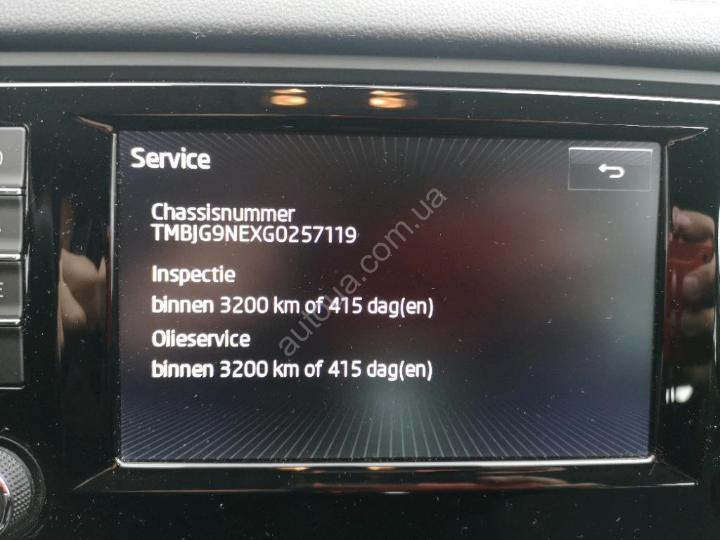 Service
Chassisnummer
TMBJG9NEXG0257119
Inspectie
binnen 3200 km of 415 dag(en)
Olieservice
binnen 3200 km of 415 dag(en)
autoua.com.ua